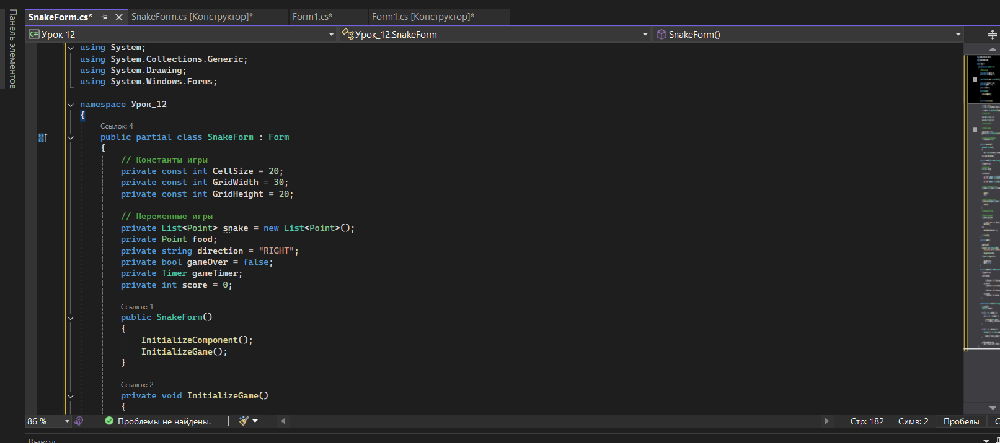 Панель элементов
SnakeForm.cs* SnakeForm.cs [Конструктор]* Form1.cs* Form1.cs [Конструктор]*
C# Урок 12 Урок_12.SnakeForm SnakeForm()
using System;
using System.Collections.Generic;
using System.Drawing;
using System.Windows.Forms;
namespace Урок_12
{
Ссылок: 4
public partial class SnakeForm : Form
{
// Константы игры
private const int CellSize = 20;
private const int GridWidth = 30;
private const int GridHeight = 20;
// Переменные игры
private List<Point> snake = new List<Point>();
private Point food;
private string direction = "RIGHT";
private bool gameOver = false;
private Timer gameTimer;
private int score = 0;
Ссылок: 1
public SnakeForm()
{
InitializeComponent();
InitializeGame();
}
Ссылок: 2
private void InitializeGame()
{
86 % Проблемы не найдены. Стр: 182 Симв: 2 Пробелы
Вывод